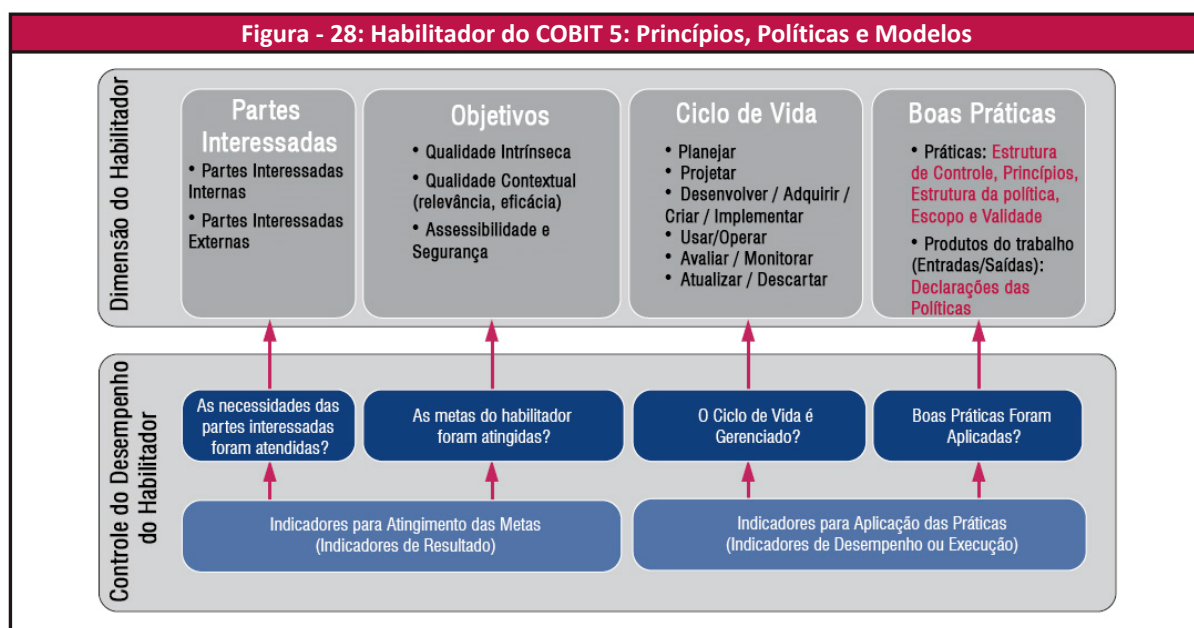 Figura - 28: Habilitador do COBIT 5: Princípios, Políticas e Modelos
Dimensão do Habilitador
Partes
Interessadas
• Partes Interessadas
Internas
• Partes Interessadas
Externas
Objetivos
• Qualidade Intrínseca
• Qualidade Contextual
(relevância, eficácia)
• Assessibilidade e
Segurança
Ciclo de Vida
• Planejar
• Projetar
• Desenvolver / Adquirir /
Criar / Implementar
• Usar/Operar
• Avaliar / Monitorar
• Atualizar / Descartar
Boas Práticas
• Práticas: Estrutura
de Controle, Princípios,
Estrutura da política,
Escopo e Validade
• Produtos do trabalho
(Entradas/Saídas):
Declarações das
Políticas
Controle do Desempenho
do Habilitador
As necessidades das
partes interessadas
foram atendidas?
As metas do habilitador
foram atingidas?
O Ciclo de Vida é
Gerenciado?
Boas Práticas Foram
Aplicadas?
Indicadores para Atingimento das Metas
(Indicadores de Resultado)
Indicadores para Aplicação das Práticas
(Indicadores de Desempenho ou Execução)